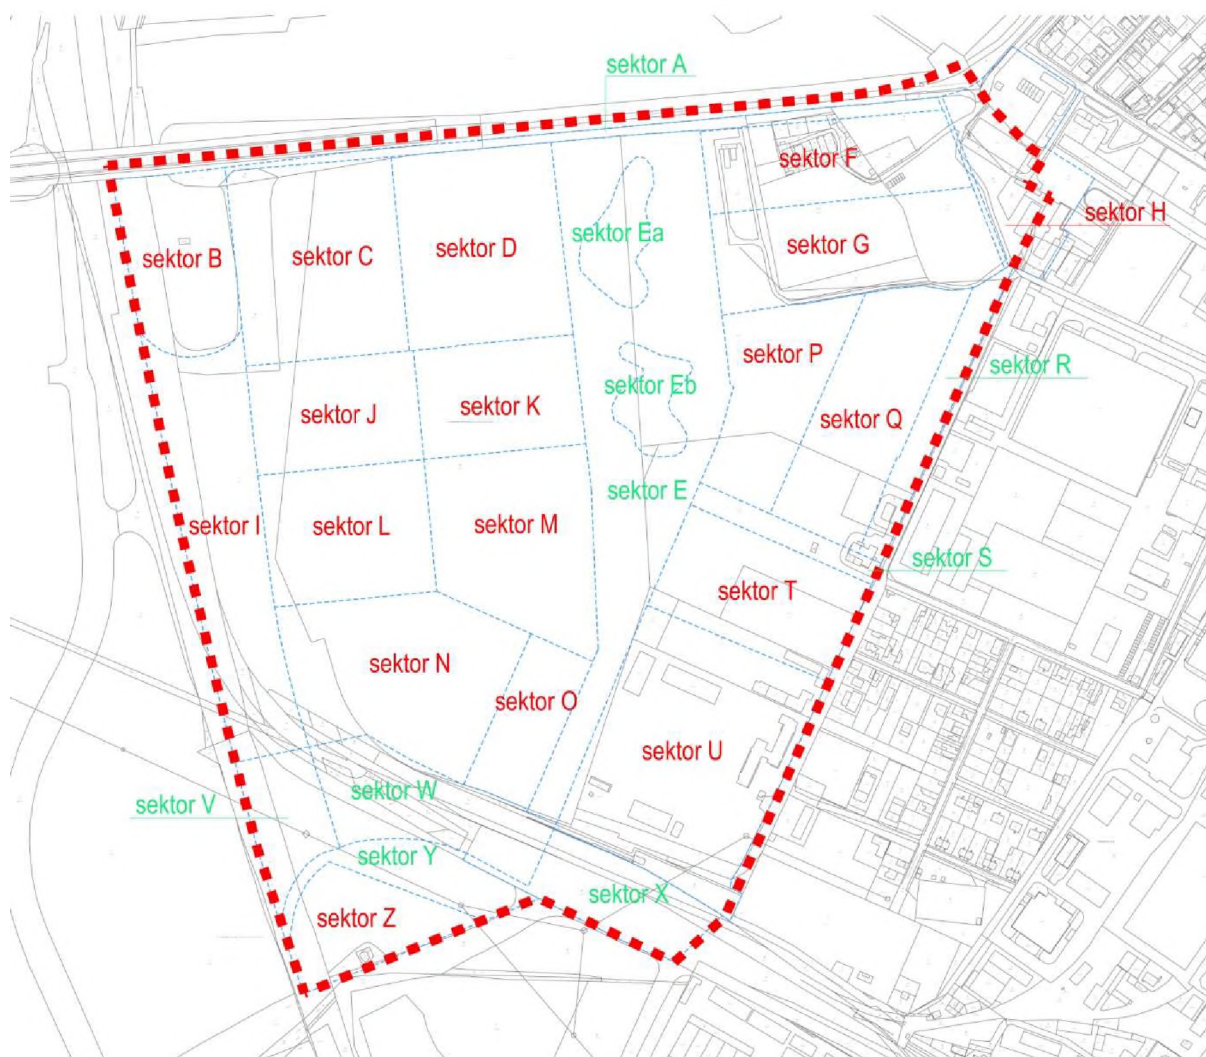 sektor A
sektor F
sektor H
sektor Ea
sektor B
sektor C
sektor D
sektor G
sektor P
sektor R
sektor Eb
sektor J
sektor K
sektor Q
sektor E
sektor I
sektor L
sektor M
sektor S
sektor T
sektor N
sektor O
sektor U
sektor V
sektor W
sektor Y
sektor X
sektor Z